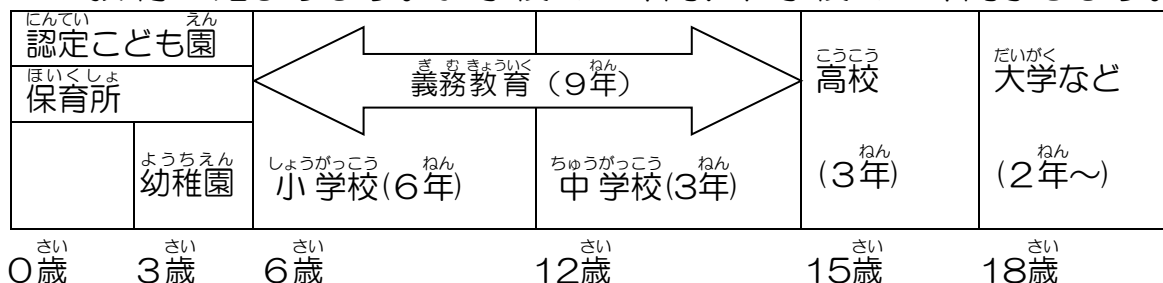 にんてい えん
認定こども園
ほいくしょ
保育所
ようちえん
幼稚園
ぎむきょういく ねん
義務教育（9年）
しょうがっこう ねん
小学校(6年)
ちゅうがっこう ねん
中学校(3年)
こうこう
高校
ねん
(3年)
だいがく
大学など
ねん
(2年～)
さい さい さい さい さい さい
0歳 3歳 6歳 12歳 15歳 18歳